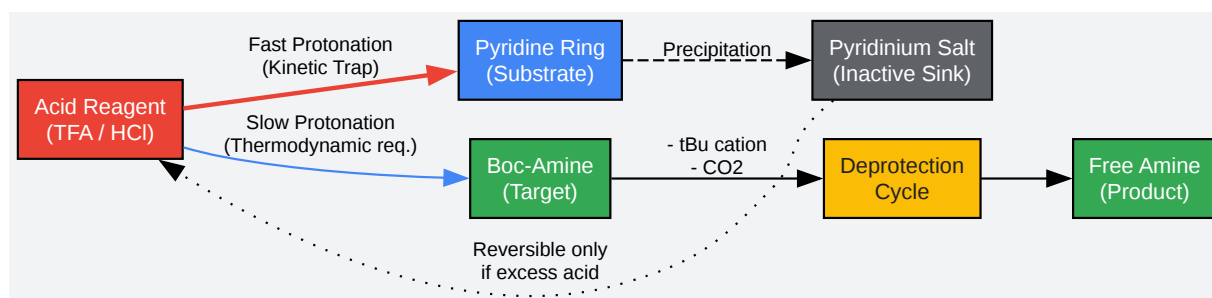 Fast Protonation
(Kinetic Trap)
Pyridine Ring
(Substrate)
Precipitation
Pyridinium Salt
(Inactive Sink)
Acid Reagent
(TFA / HCl)
Slow Protonation
(Thermodynamic req.)
Boc-Amine
(Target)
- tBu cation
- CO2
Deprotection
Cycle
Free Amine
(Product)
Reversible only
if excess acid